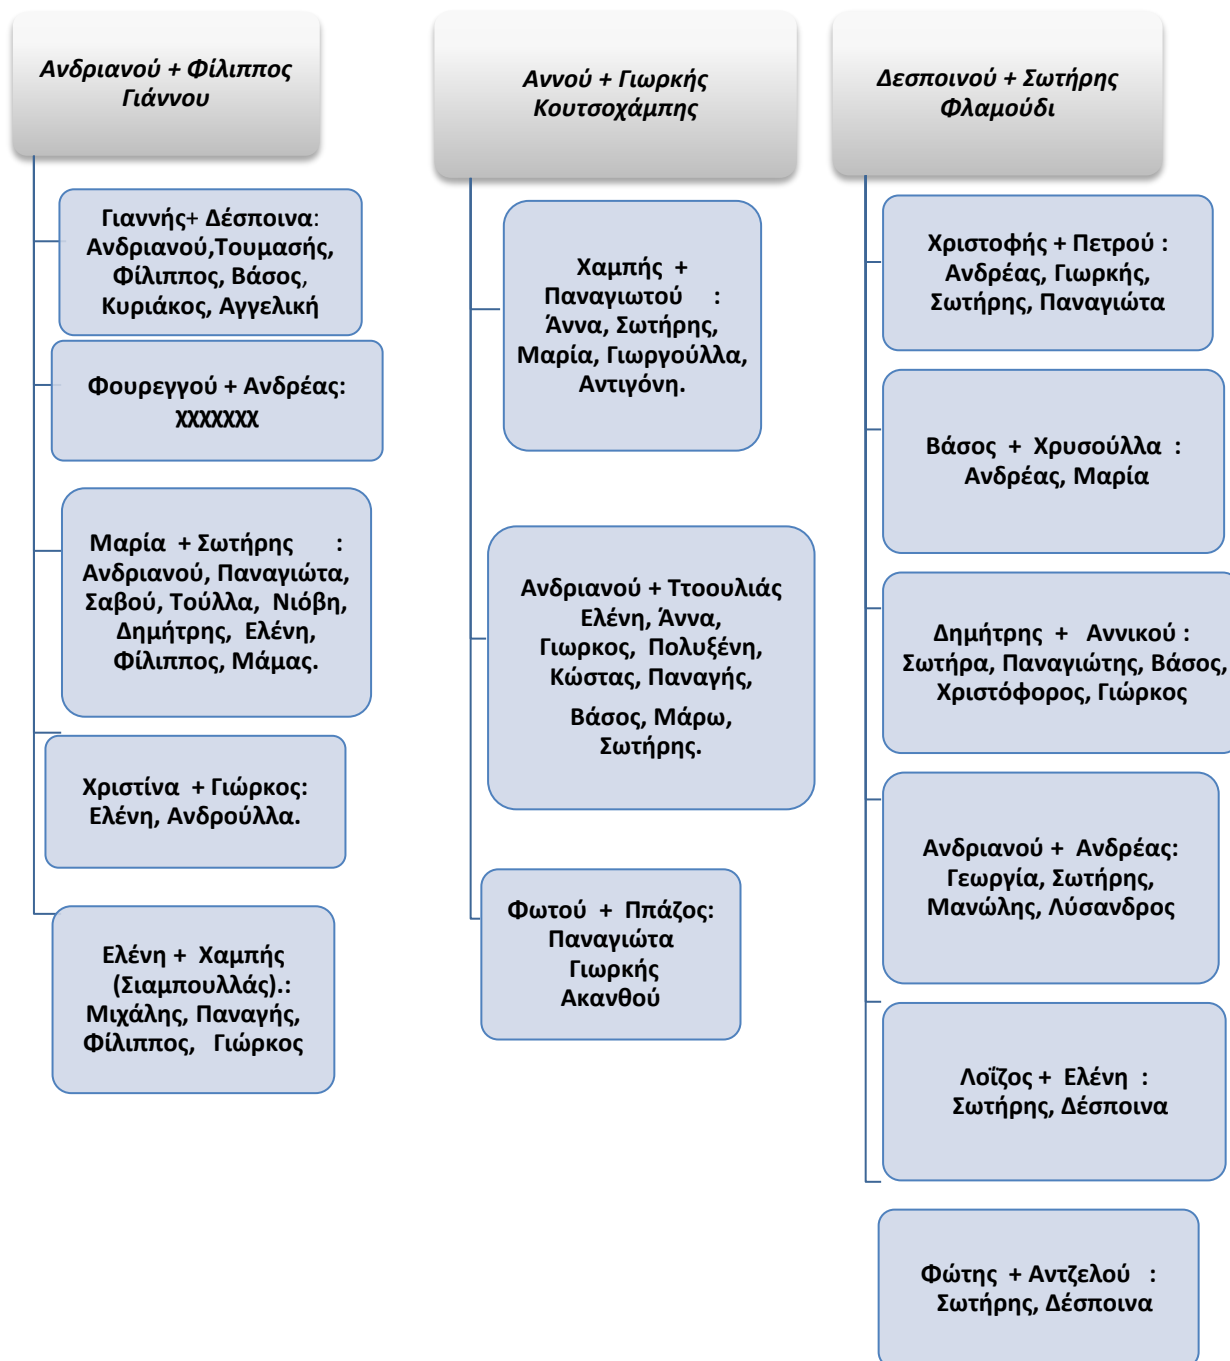 Ανδριανού + Φίλιππος
Γιάννου
Γιαννής+ Δέσποινα:
Ανδριανού,Τουμασής,
Φίλιππος, Βάσος,
Κυριάκος, Αγγελική
Φουρεγγού + Ανδρέας:
χχχχχχχ
Μαρία + Σωτήρης :
Ανδριανού, Παναγιώτα,
Σαβού, Τούλλα, Νιόβη,
Δημήτρης, Ελένη,
Φίλιππος, Μάμας.
Χριστίνα + Γιώρκος:
Ελένη, Ανδρούλλα.
Ελένη + Χαμπής
(Σιαμπουλλάς).:
Μιχάλης, Παναγής,
Φίλιππος, Γιώρκος
Αννού + Γιωρκής
Κουτσοχάμπης
Χαμπής +
Παναγιωτού :
Άννα, Σωτήρης,
Μαρία, Γιωργούλλα,
Αντιγόνη.
Ανδριανού + Ττοουλιάς
Ελένη, Άννα,
Γιωρκος, Πολυξένη,
Κώστας, Παναγής,
Βάσος, Μάρω,
Σωτήρης.
Φωτού + Ππάζος:
Παναγιώτα
Γιωρκής
Ακανθού
Δεσποινού + Σωτήρης
Φλαμούδι
Χριστοφής + Πετρού :
Ανδρέας, Γιωρκής,
Σωτήρης, Παναγιώτα
Βάσος + Χρυσούλλα :
Ανδρέας, Μαρία
Δημήτρης + Αννικού :
Σωτήρα, Παναγιώτης, Βάσος,
Χριστόφορος, Γιώρκος
Ανδριανού + Ανδρέας:
Γεωργία, Σωτήρης,
Μανώλης, Λύσανδρος
Λοΐζος + Ελένη :
Σωτήρης, Δέσποινα
Φώτης + Αντζελού :
Σωτήρης, Δέσποινα